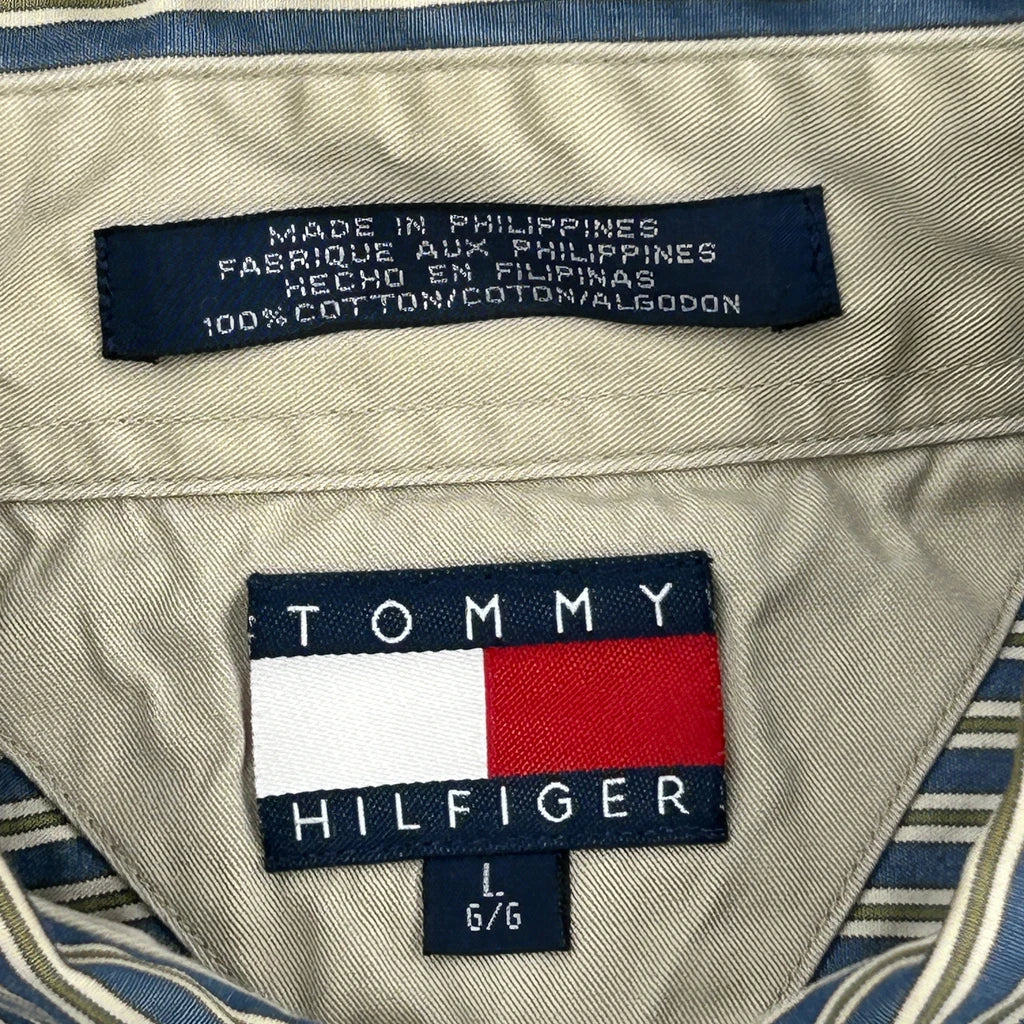 MADE IN PHILIPPINES
FABRIQUE AUX PHILIPPINES
HECHO EN FILIPINAS
100% COTTON/COTON/ALGODON
TOMMY
HILFIGER
L
G/G